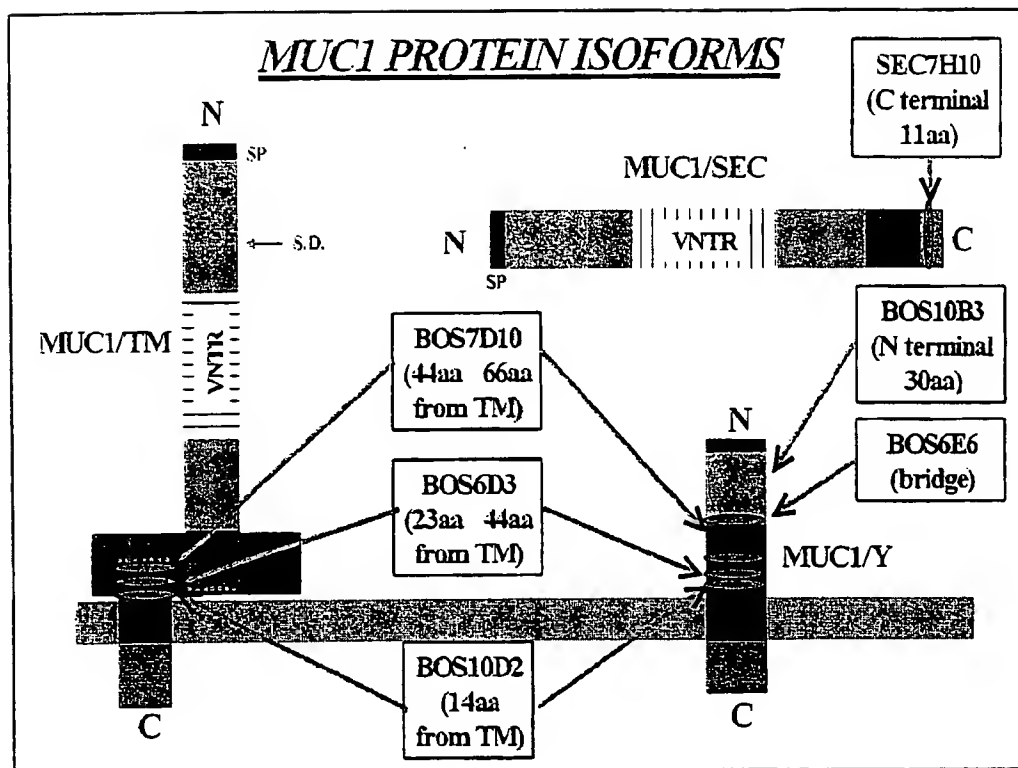 MUC1 PROTEIN ISOFORMS
SEC7H10
(C terminal
11aa)
N
SP
MUC1/SEC
S.D.
N
VNTR
C
SP
MUC1/TM
VNTR
BOS7D10
(44aa 66aa
from TM)
BOS10B3
(N terminal
30aa)
N
BOS6E6
(bridge)
BOS6D3
(23aa 44aa
from TM)
MUC1/Y
BOS10D2
(14aa
from TM)
C
C